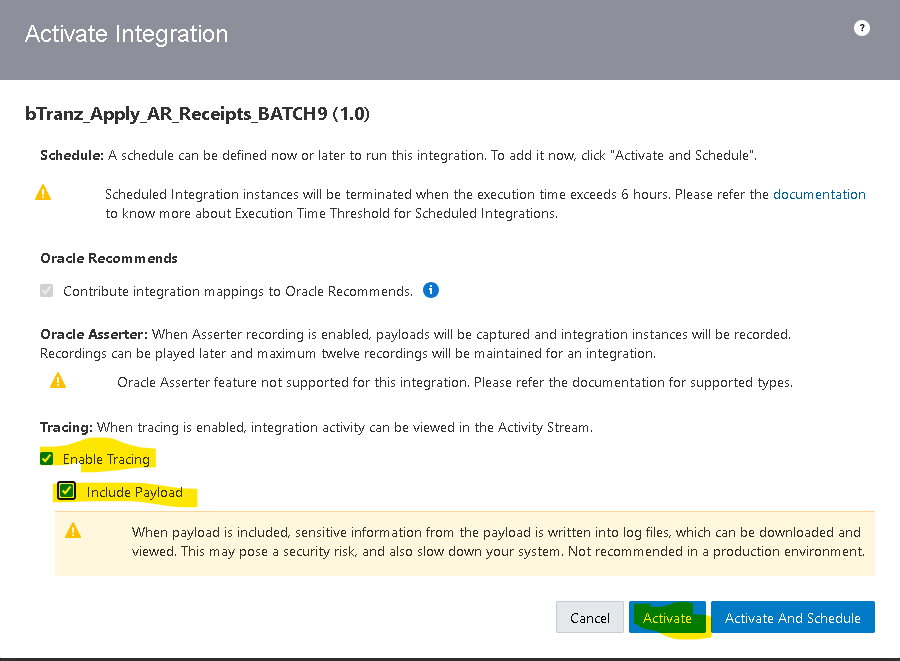 Activate Integration
?
bTranz_Apply_AR_Receipts_BATCH9 (1.0)
Schedule: A schedule can be defined now or later to run this integration. To add it now, click "Activate and Schedule".
Scheduled Integration instances will be terminated when the execution time exceeds 6 hours. Please refer the documentation
to know more about Execution Time Threshold for Scheduled Integrations.
Oracle Recommends
Contribute integration mappings to Oracle Recommends. i
Oracle Asserter: When Asserter recording is enabled, payloads will be captured and integration instances will be recorded.
Recordings can be played later and maximum twelve recordings will be maintained for an integration.
Oracle Asserter feature not supported for this integration. Please refer the documentation for supported types.
Tracing: When tracing is enabled, integration activity can be viewed in the Activity Stream.
Enable Tracing
Include Payload
When payload is included, sensitive information from the payload is written into log files, which can be downloaded and
viewed. This may pose a security risk, and also slow down your system. Not recommended in a production environment.
Cancel Activate Activate And Schedule